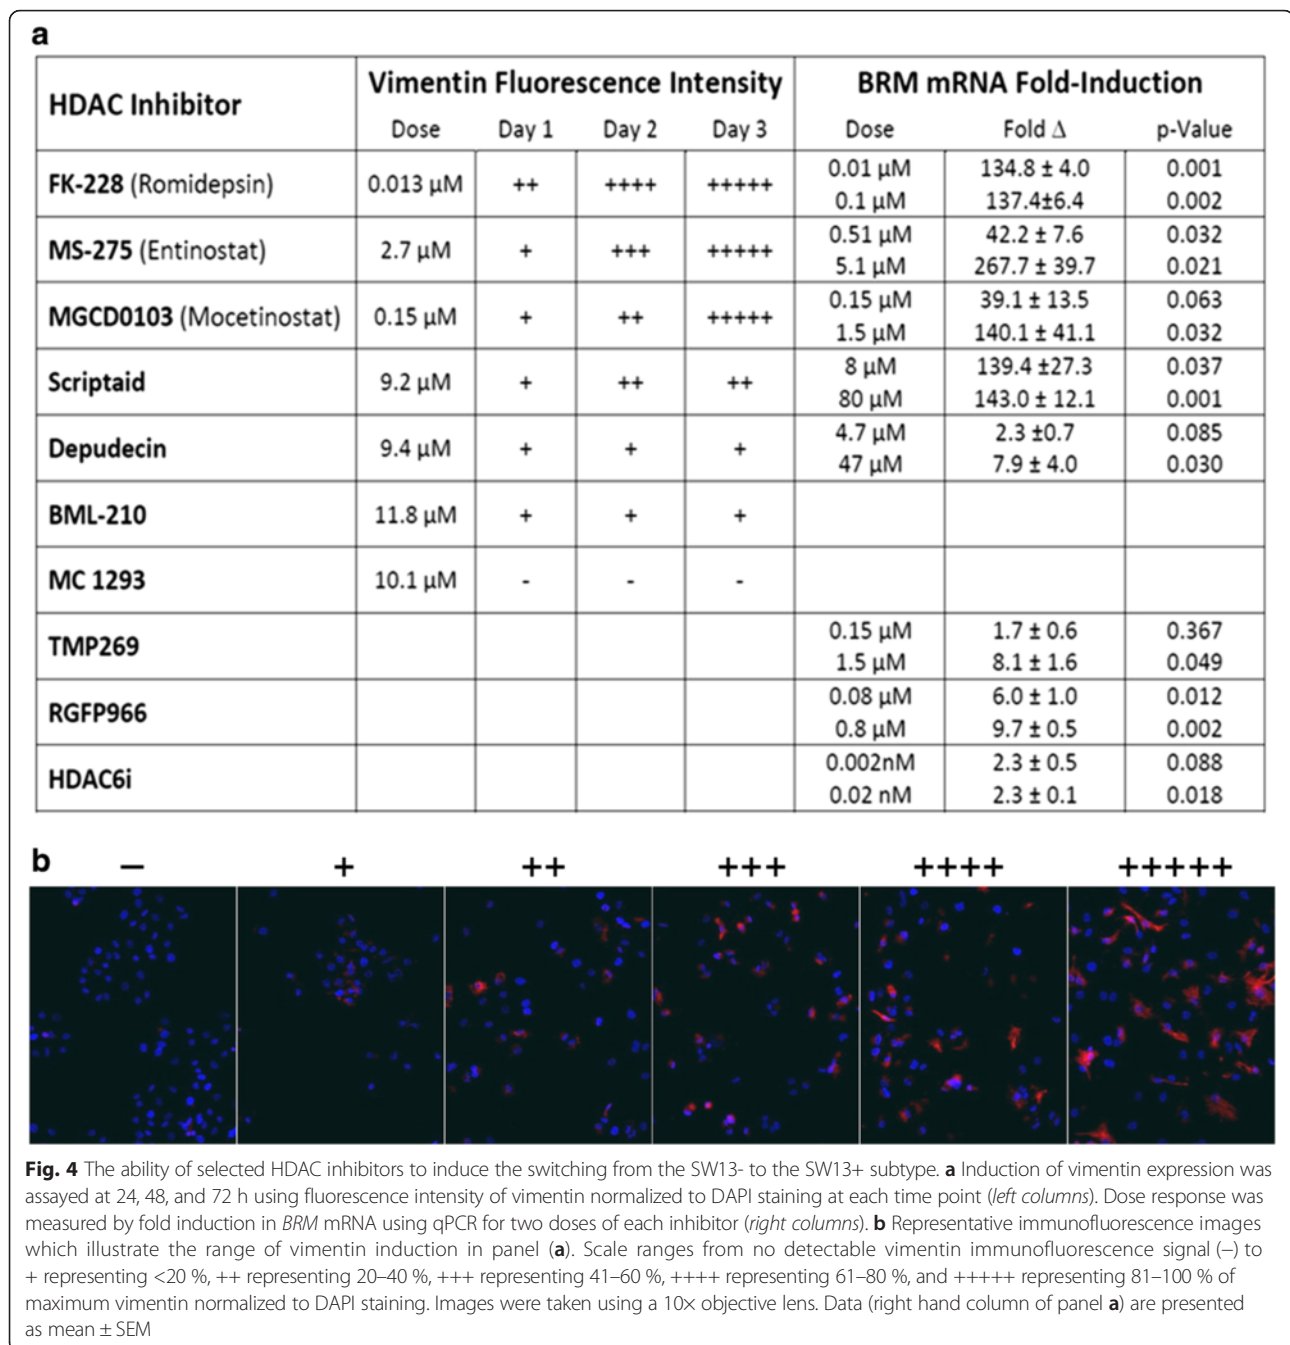 a
HDAC Inhibitor Vimentin Fluorescence Intensity BRM mRNA Fold-Induction
Dose Day 1 Day 2 Day 3 Dose Fold Δ p-Value
FK-228 (Romidepsin) 0.013 µM ++ ++++ +++++ 0.01 µM 134.8 ± 4.0 0.001
0.1 µM 137.4±6.4 0.002
MS-275 (Entinostat) 2.7 µM + +++ +++++ 0.51 µM 42.2 ± 7.6 0.032
5.1 µM 267.7 ± 39.7 0.021
MGCD0103 (Mocetinostat) 0.15 µM + ++ +++++ 0.15 µM 39.1 ± 13.5 0.063
1.5 µM 140.1 ± 41.1 0.032
Scriptaid 9.2 µM + ++ ++ 8 µM 139.4 ±27.3 0.037
80 µM 143.0 ± 12.1 0.001
Depudecin 9.4 µM + + + 4.7 µM 2.3 ±0.7 0.085
47 µM 7.9 ± 4.0 0.030
BML-210 11.8 µM + + +
MC 1293 10.1 µM - - -
TMP269 0.15 µM 1.7 ± 0.6 0.367
1.5 µM 8.1 ± 1.6 0.049
RGFP966 0.08 µM 6.0 ± 1.0 0.012
0.8 µM 9.7 ± 0.5 0.002
HDAC6i 0.002nM 2.3 ± 0.5 0.088
0.02 nM 2.3 ± 0.1 0.018
b
— + ++ +++ ++++ +++++
Fig. 4 The ability of selected HDAC inhibitors to induce the switching from the SW13- to the SW13+ subtype. a Induction of vimentin expression was
assayed at 24, 48, and 72 h using fluorescence intensity of vimentin normalized to DAPI staining at each time point (left columns). Dose response was
measured by fold induction in BRM mRNA using qPCR for two doses of each inhibitor (right columns). b Representative immunofluorescence images
which illustrate the range of vimentin induction in panel (a). Scale ranges from no detectable vimentin immunofluorescence signal (–) to
+ representing <20 %, ++ representing 20–40 %, +++ representing 41–60 %, ++++ representing 61–80 %, and +++++ representing 81–100 % of
maximum vimentin normalized to DAPI staining. Images were taken using a 10× objective lens. Data (right hand column of panel a) are presented
as mean ± SEM